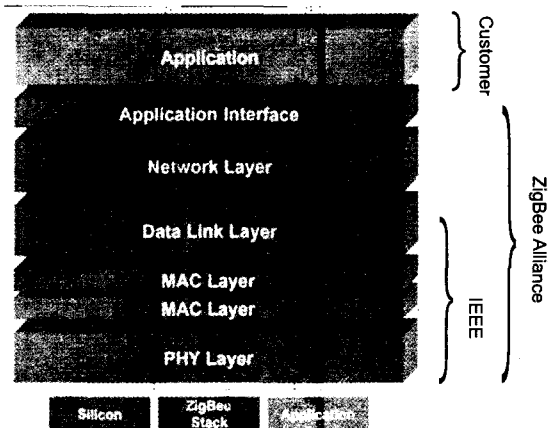 Application
Customer
Application Interface
Network Layer
Data Link Layer
ZigBee Alliance
MAC Layer
MAC Layer
IEEE
PHY Layer
Silicon
ZigBee
Stack
Application